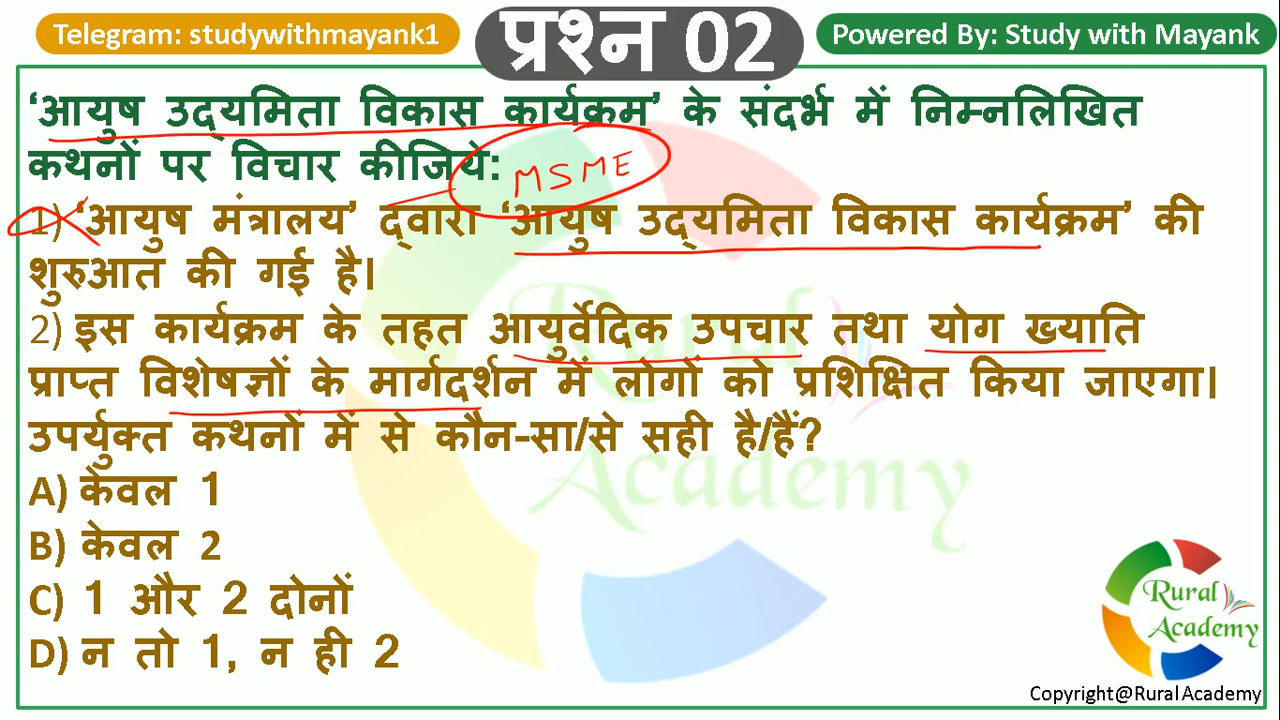 Telegram: studywithmayank1
प्रश्न 02
Powered By: Study with Mayank
‘आयुष उद्यमिता विकास कार्यक्रम’ के संदर्भ में निम्नलिखित
कथनों पर विचार कीजिये:
MSME
1) ‘आयुष मंत्रालय’ द्वारा ‘आयुष उद्यमिता विकास कार्यक्रम’ की
शुरुआत की गई है।
2) इस कार्यक्रम के तहत आयुर्वेदिक उपचार तथा योग ख्याति
प्राप्त विशेषज्ञों के मार्गदर्शन में लोगों को प्रशिक्षित किया जाएगा।
उपर्युक्त कथनों में से कौन-सा/से सही है/हैं?
A) केवल 1
B) केवल 2
C) 1 और 2 दोनों
D) न तो 1, न ही 2
Rural
Academy
Rural
Academy
Copyright@Rural Academy